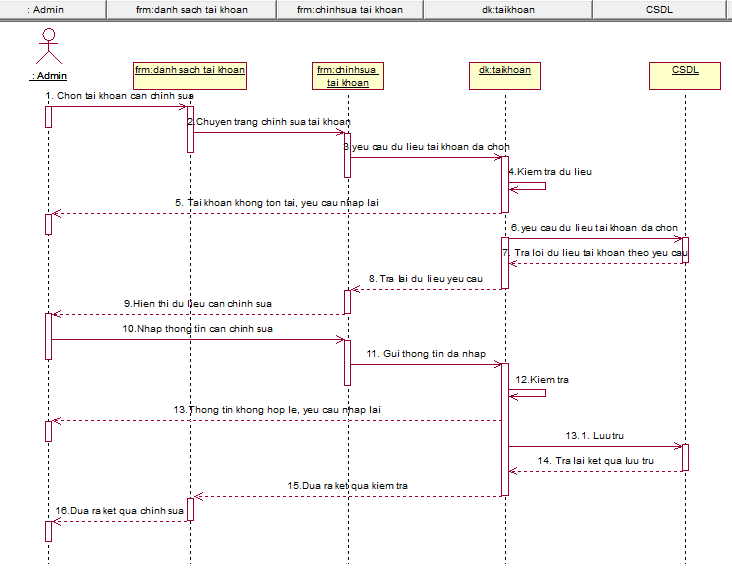 : Admin
frm:danh sach tai khoan
frm:chinhsua tai khoan
dk:taikhoan
CSDL
: Admin
frm:danh sach tai khoan
frm:chinhsua
tai khoan
dk:taikhoan
CSDL
1. Chon tai khoan can chinh sua
2.Chuyen trang chinh sua tai khoan
3.yeu cau du lieu tai khoan da chon
4.Kiem tra du lieu
5. Tai khoan khong ton tai, yeu cau nhap lai
6.yeu cau du lieu tai khoan da chon
7. Tra loi du lieu tai khoan theo yeu cau
8. Tra lai du lieu yeu cau
9.Hien thi du lieu can chinh sua
10.Nhap thong tin can chinh sua
11. Gui thong tin da nhap
12.Kiem tra
13.Thong tin khong hop le, yeu cau nhap lai
13.1. Luu tru
14. Tra lai ket qua luu tru
15.Dua ra ket qua kiem tra
16.Dua ra ket qua chinh sua